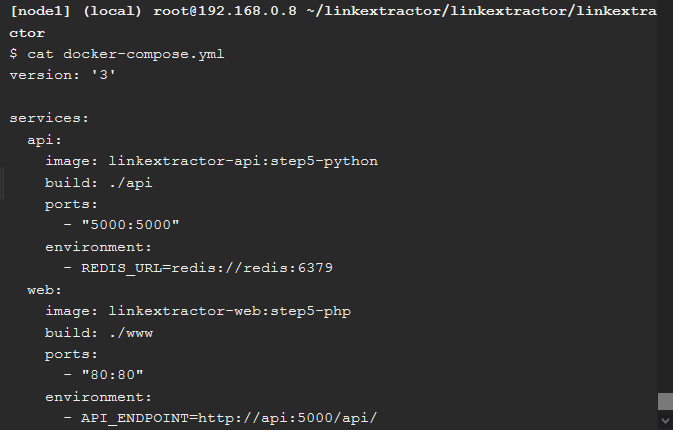 [node1] (local) root@192.168.0.8 ~/linkextractor/linkextractor/linkextra
ctor
$ cat docker-compose.yml
version: '3'

services:
  api:
    image: linkextractor-api:step5-python
    build: ./api
    ports:
      - "5000:5000"
    environment:
      - REDIS_URL=redis://redis:6379
  web:
    image: linkextractor-web:step5-php
    build: ./www
    ports:
      - "80:80"
    environment:
      - API_ENDPOINT=http://api:5000/api/